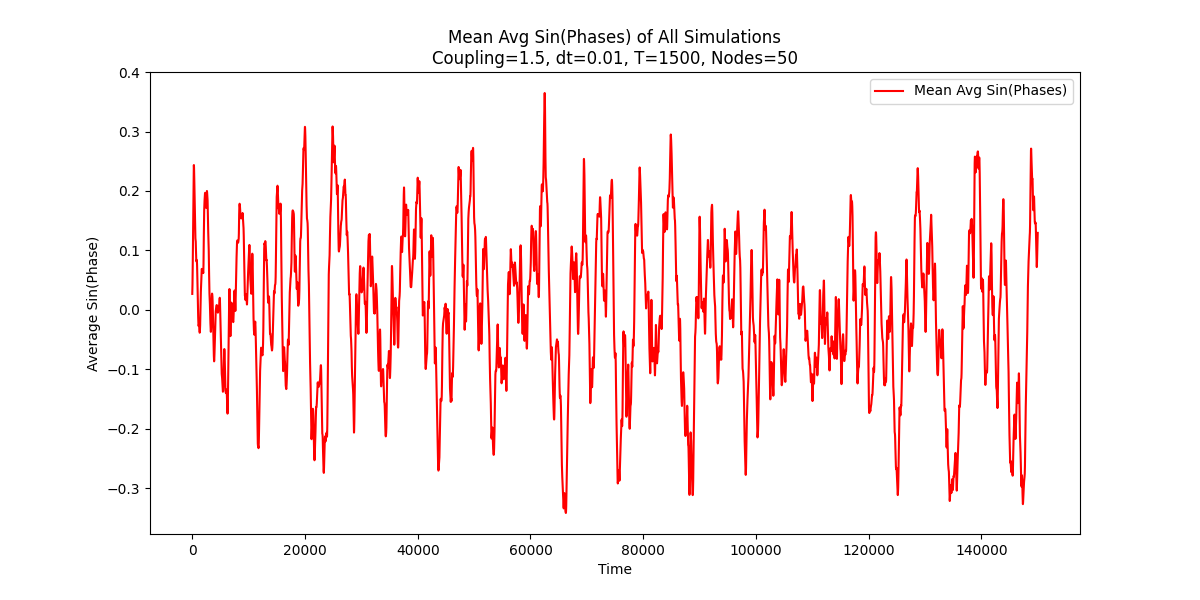 Mean Avg Sin(Phases) of All Simulations
Coupling=1.5, dt=0.01, T=1500, Nodes=50
Mean Avg Sin(Phases)
Average Sin(Phase)
0.4
0.3
0.2
0.1
0.0
−0.1
−0.2
−0.3
0 20000 40000 60000 80000 100000 120000 140000
Time